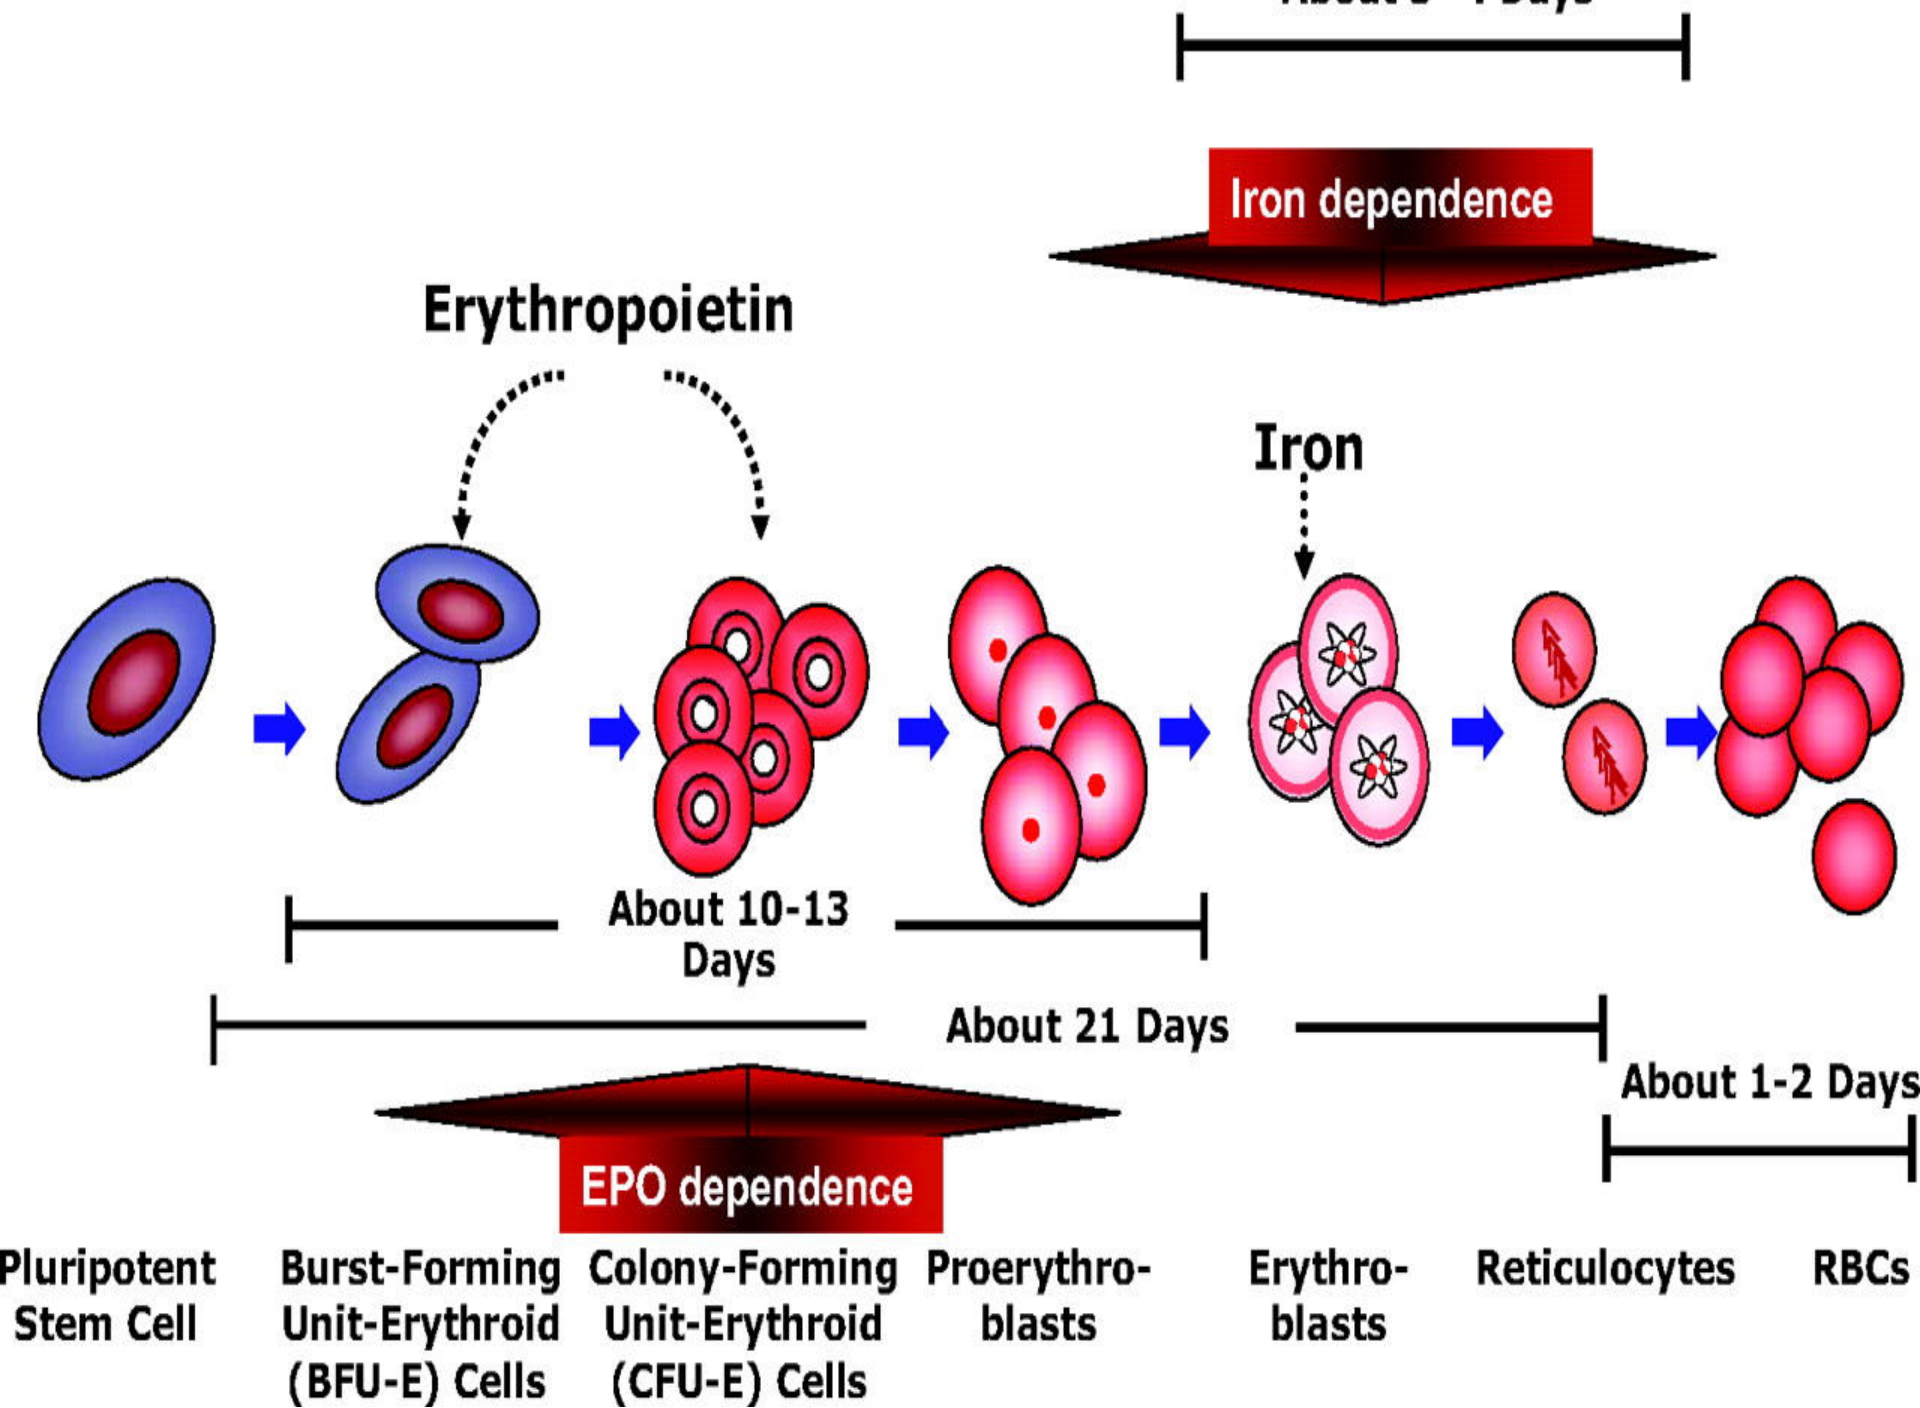 Days
Iron dependence
Erythropoietin
Iron
About 10-13
Days
About 21 Days
About 1-2 Days
EPO dependence
Pluripotent
Stem Cell
Burst-Forming
Unit-Erythroid
(BFU-E) Cells
Colony-Forming
Unit-Erythroid
(CFU-E) Cells
Proerythro-
blasts
Erythro-
blasts
Reticulocytes
RBCs